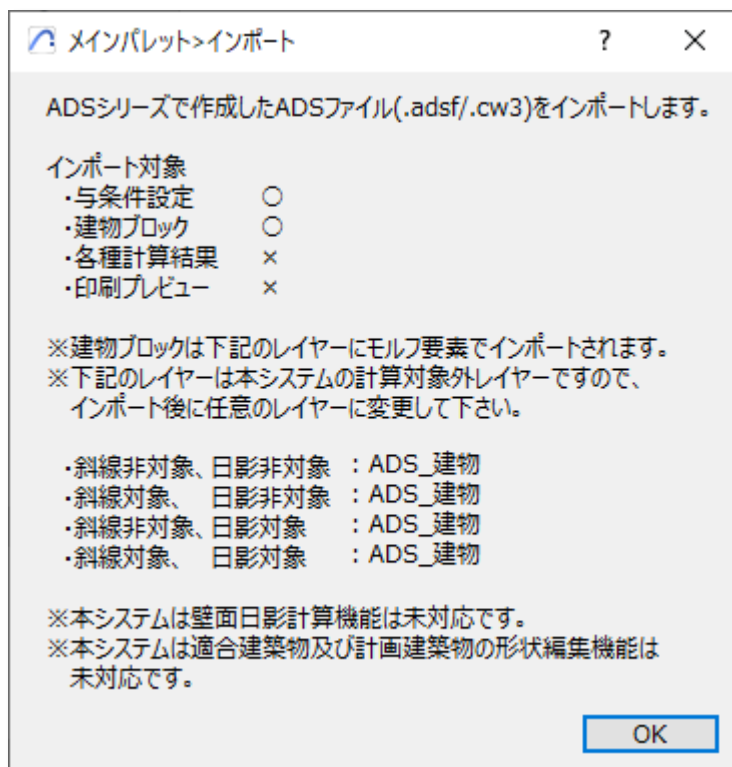 メインパレット>インポート
? ×
ADSシリーズで作成したADSファイル(.adsf/.cw3)をインポートします。
インポート対象
・与条件設定 ○
・建物ブロック ○
・各種計算結果 ×
・印刷プレビュー ×
※建物ブロックは下記のレイヤーにモルフ要素でインポートされます。
※下記のレイヤーは本システムの計算対象外レイヤーですので、
インポート後に任意のレイヤーに変更して下さい。
・斜線非対象、日影非対象 : ADS_建物
・斜線対象、 日影非対象 : ADS_建物
・斜線非対象、日影対象 : ADS_建物
・斜線対象、 日影対象 : ADS_建物
※本システムは壁面日影計算機能は未対応です。
※本システムは適合建築物及び計画建築物の形状編集機能は
未対応です。
OK